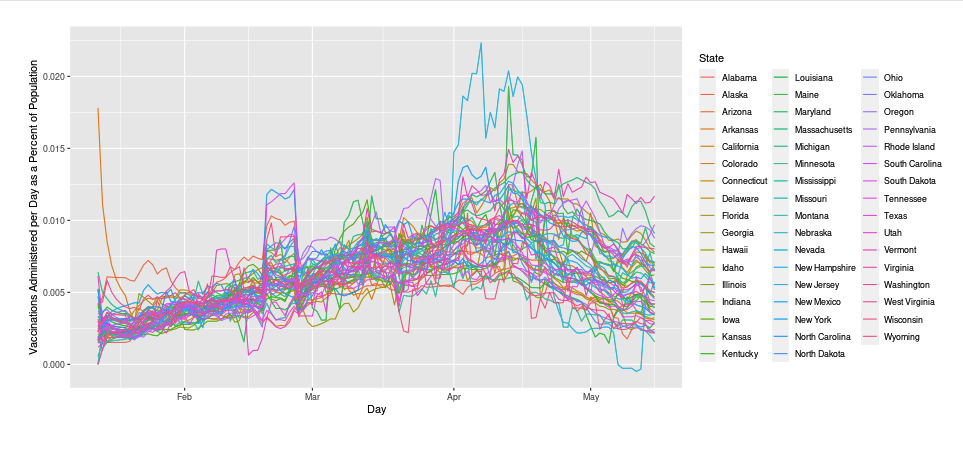 Vaccinations Administered per Day as a Percent of Population
0.020
0.015
0.010
0.005
0.000
Feb
Mar
Apr
May
Day
State
Alabama
Alaska
Arizona
Arkansas
California
Colorado
Connecticut
Delaware
Florida
Georgia
Hawaii
Idaho
Illinois
Indiana
Iowa
Kansas
Kentucky
Louisiana
Maine
Maryland
Massachusetts
Michigan
Minnesota
Mississippi
Missouri
Montana
Nebraska
Nevada
New Hampshire
New Jersey
New Mexico
New York
North Carolina
North Dakota
Ohio
Oklahoma
Oregon
Pennsylvania
Rhode Island
South Carolina
South Dakota
Tennessee
Texas
Utah
Vermont
Virginia
Washington
West Virginia
Wisconsin
Wyoming